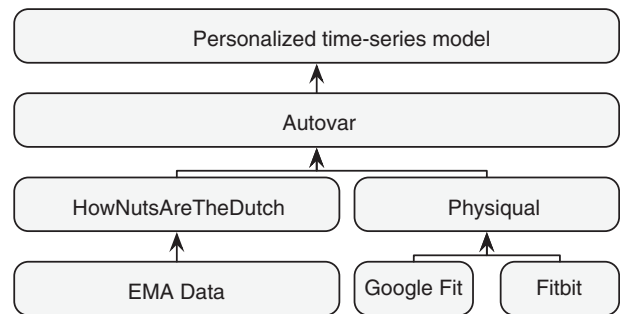 Personalized time-series model
Autovar
HowNutsAreTheDutch
Physiqual
EMA Data
Google Fit
Fitbit